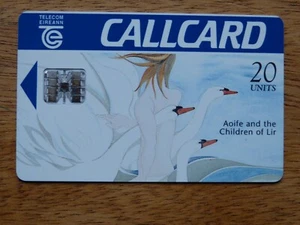 TELECOM
EIREANN
CALLCARD
20
UNITS
Aoife and the
Children of Lir